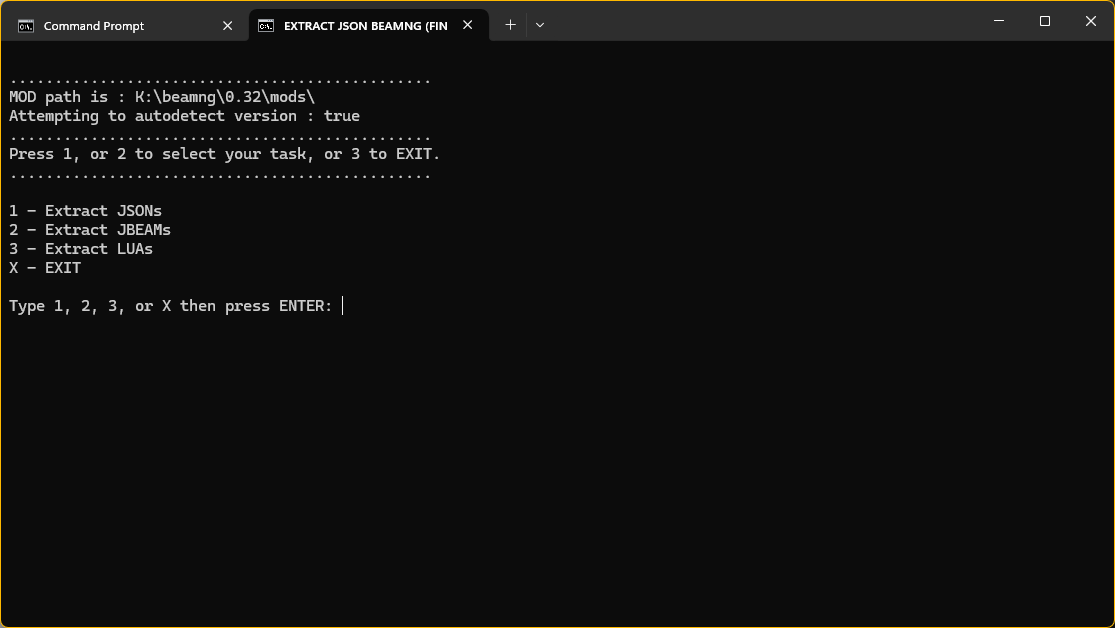 Command Prompt
EXTRACT JSON BEAMNG (FIN
...............................................
MOD path is : K:\beamng\0.32\mods\
Attempting to autodetect version : true
...............................................
Press 1, or 2 to select your task, or 3 to EXIT.
...............................................
1 - Extract JSONs
2 - Extract JBEAMs
3 - Extract LUAs
X - EXIT
Type 1, 2, 3, or X then press ENTER: